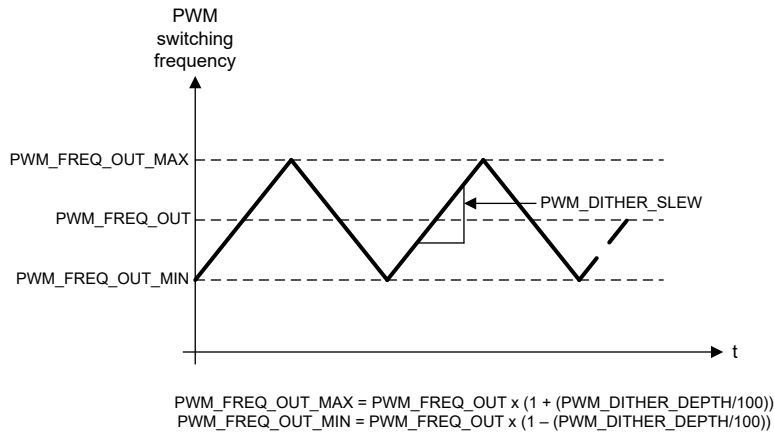 PWM
switching
frequency
PWM_FREQ_OUT_MAX
PWM_FREQ_OUT
PWM_DITHER_SLEW
PWM_FREQ_OUT_MIN
t
PWM_FREQ_OUT_MAX = PWM_FREQ_OUT x (1 + (PWM_DITHER_DEPTH/100))
PWM_FREQ_OUT_MIN = PWM_FREQ_OUT x (1 – (PWM_DITHER_DEPTH/100))